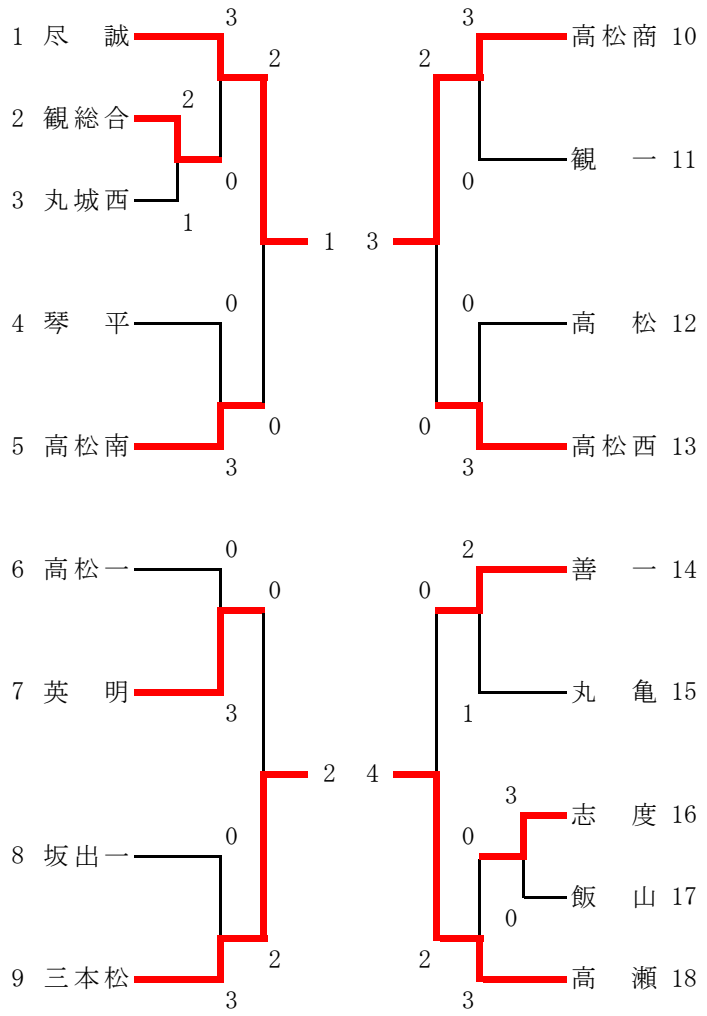 3 3
1 尽 誠 2 2 高松商 10
2 観総合 2
0 0 観 一 11
3 丸城西 1
1 3
4 琴 平 0 0 高 松 12
0 0
5 高松南 3 3 高松西 13
6 高松一 0 0 0 2 善 一 14
7 英 明 3 1 丸 亀 15
2 4
3 志 度 16
8 坂出一 0 0
0 飯 山 17
2 2
9 三本松 3 3 高 瀬 18